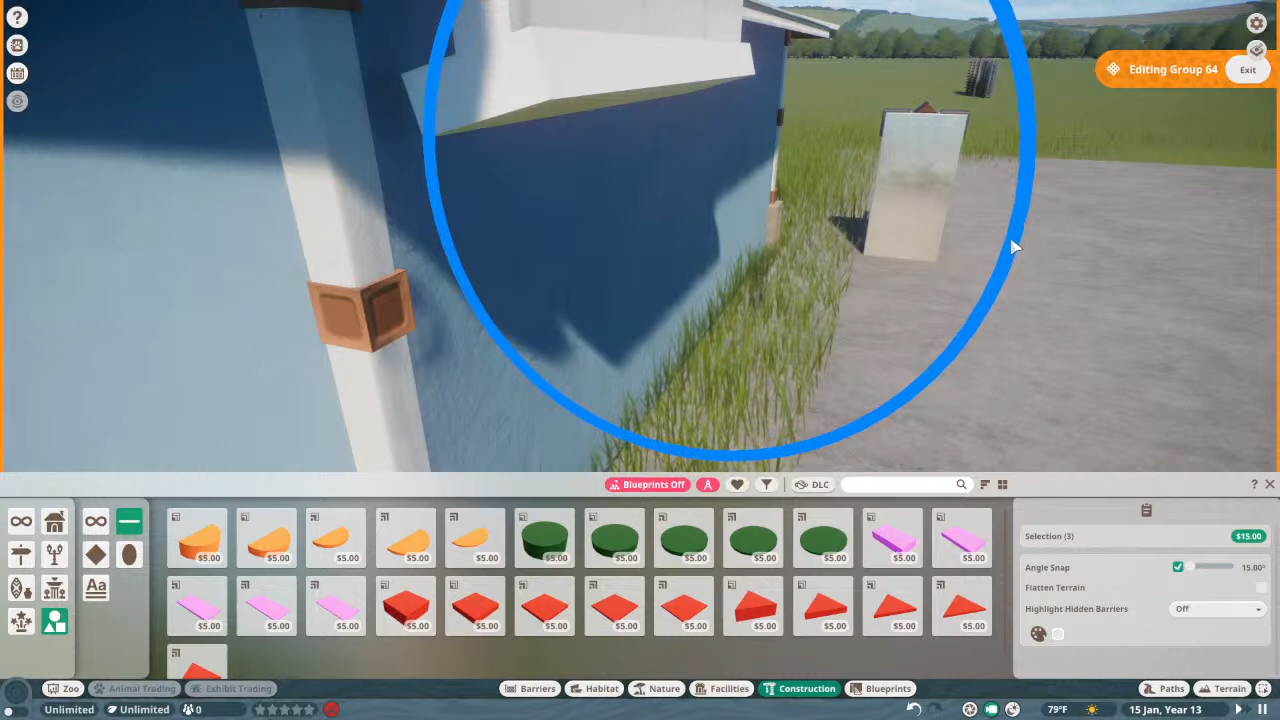 ?
Editing Group 64
Exit
Blueprints Off
DLC
?
$5.00 $5.00 $5.00 $5.00 $5.00 $5.00 $5.00 $5.00 $5.00 $5.00 $5.00 $5.00
$5.00 $5.00 $5.00 $5.00 $5.00 $5.00 $5.00 $5.00 $5.00 $5.00 $5.00 $5.00
Aa
Selection (3) $15.00
Angle Snap 15.00°
Flatten Terrain
Highlight Hidden Barriers Off
Zoo Animal Trading Exhibit Trading Barriers Habitat Nature Facilities Construction Blueprints Paths Terrain
Unlimited Unlimited 0 79°F 15 Jan, Year 13